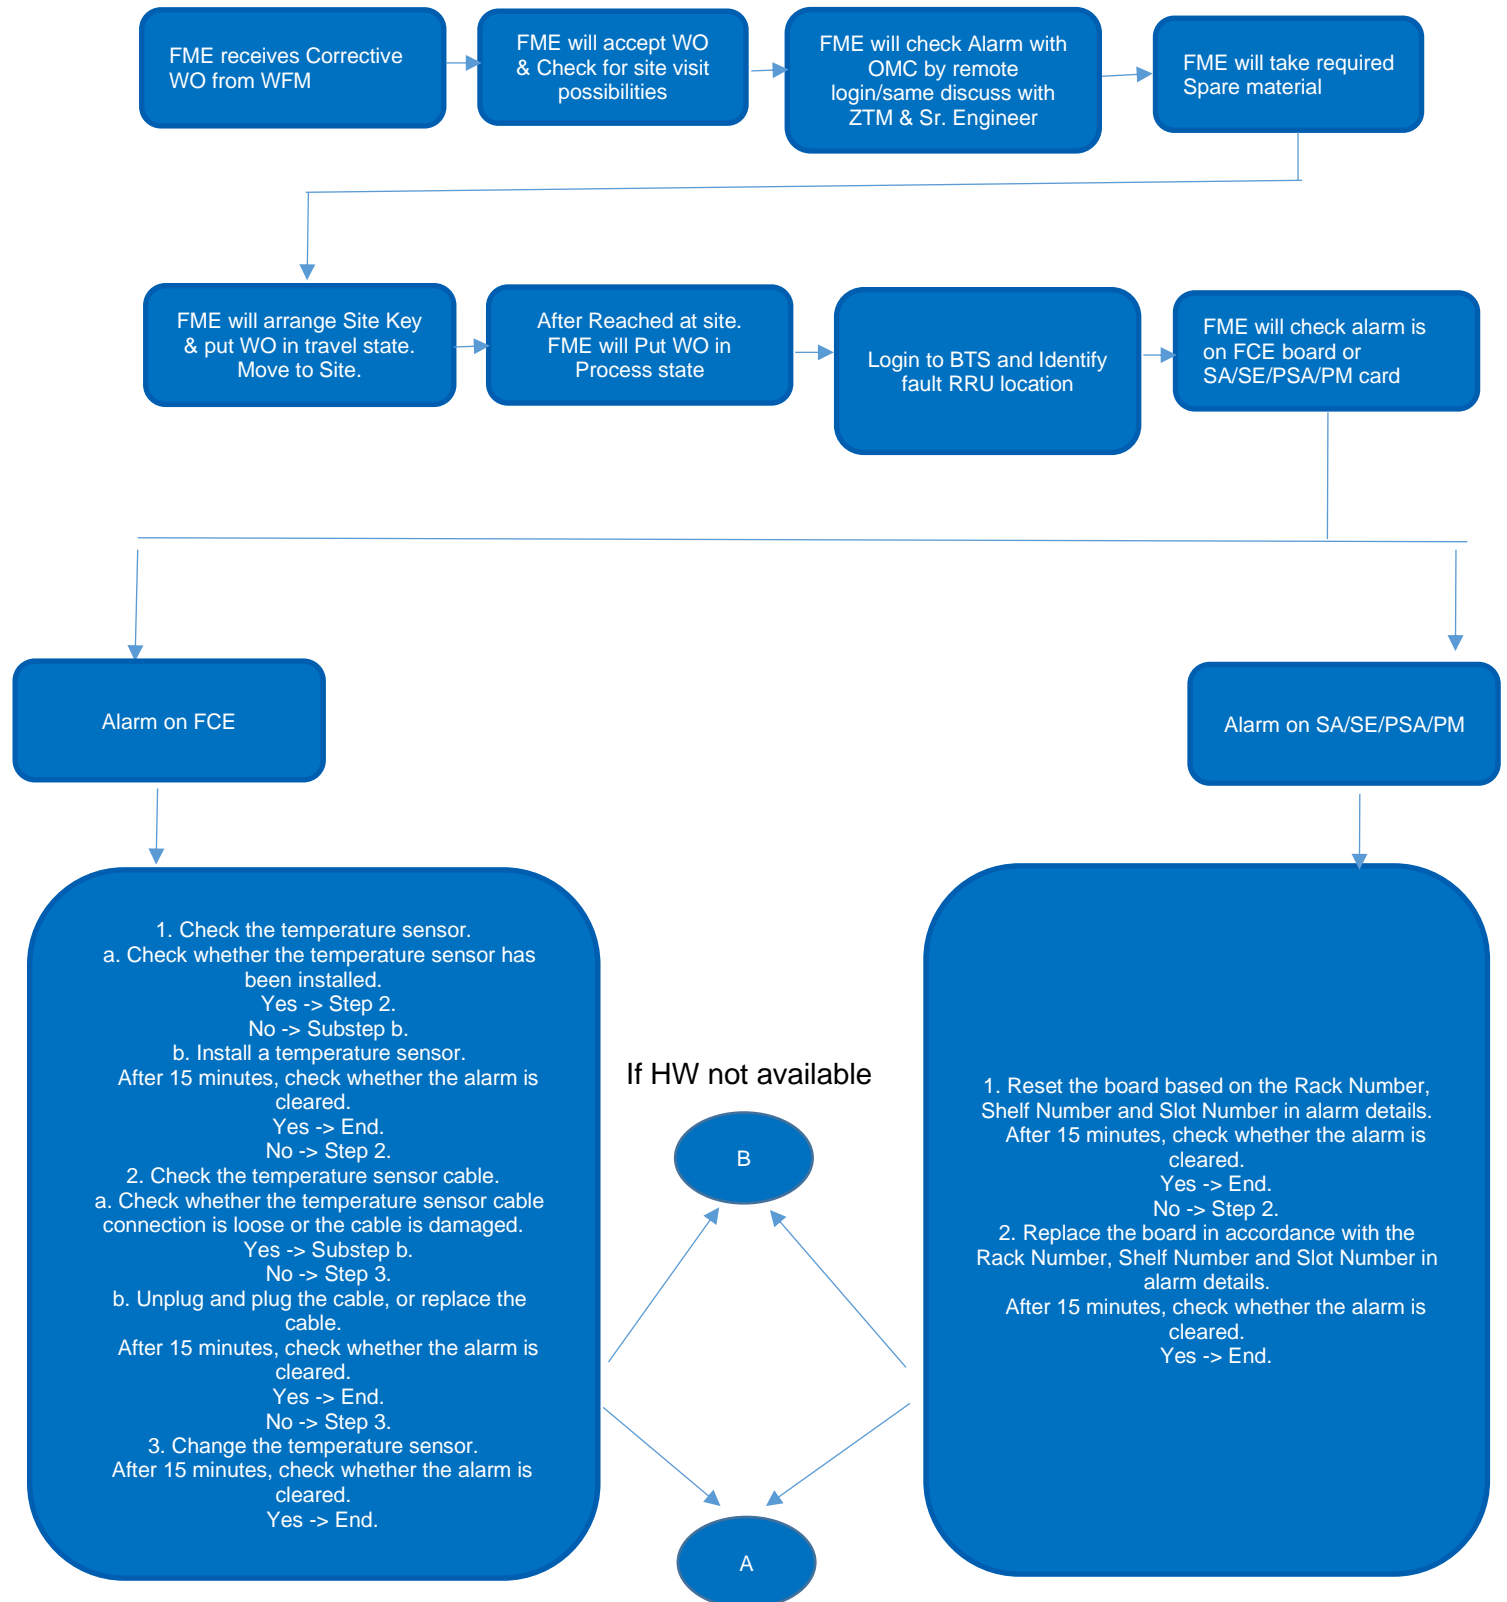 FME receives Corrective
WO from WFM
FME will accept WO
& Check for site visit
possibilities
FME will check Alarm with
OMC by remote
login/same discuss with
ZTM & Sr. Engineer
FME will take required
Spare material
FME will arrange Site Key
& put WO in travel state.
Move to Site.
After Reached at site.
FME will Put WO in
Process state
Login to BTS and Identify
fault RRU location
FME will check alarm is
on FCE board or
SA/SE/PSA/PM card
Alarm on FCE
Alarm on SA/SE/PSA/PM
1. Check the temperature sensor.
a. Check whether the temperature sensor has
been installed.
Yes -> Step 2.
No -> Substep b.
b. Install a temperature sensor.
After 15 minutes, check whether the alarm is
cleared.
Yes -> End.
No -> Step 2.
2. Check the temperature sensor cable.
a. Check whether the temperature sensor cable
connection is loose or the cable is damaged.
Yes -> Substep b.
No -> Step 3.
b. Unplug and plug the cable, or replace the
cable.
After 15 minutes, check whether the alarm is
cleared.
Yes -> End.
No -> Step 3.
3. Change the temperature sensor.
After 15 minutes, check whether the alarm is
cleared.
Yes -> End.
If HW not available
B
A
1. Reset the board based on the Rack Number,
Shelf Number and Slot Number in alarm details.
After 15 minutes, check whether the alarm is
cleared.
Yes -> End.
No -> Step 2.
2. Replace the board in accordance with the
Rack Number, Shelf Number and Slot Number in
alarm details.
After 15 minutes, check whether the alarm is
cleared.
Yes -> End.